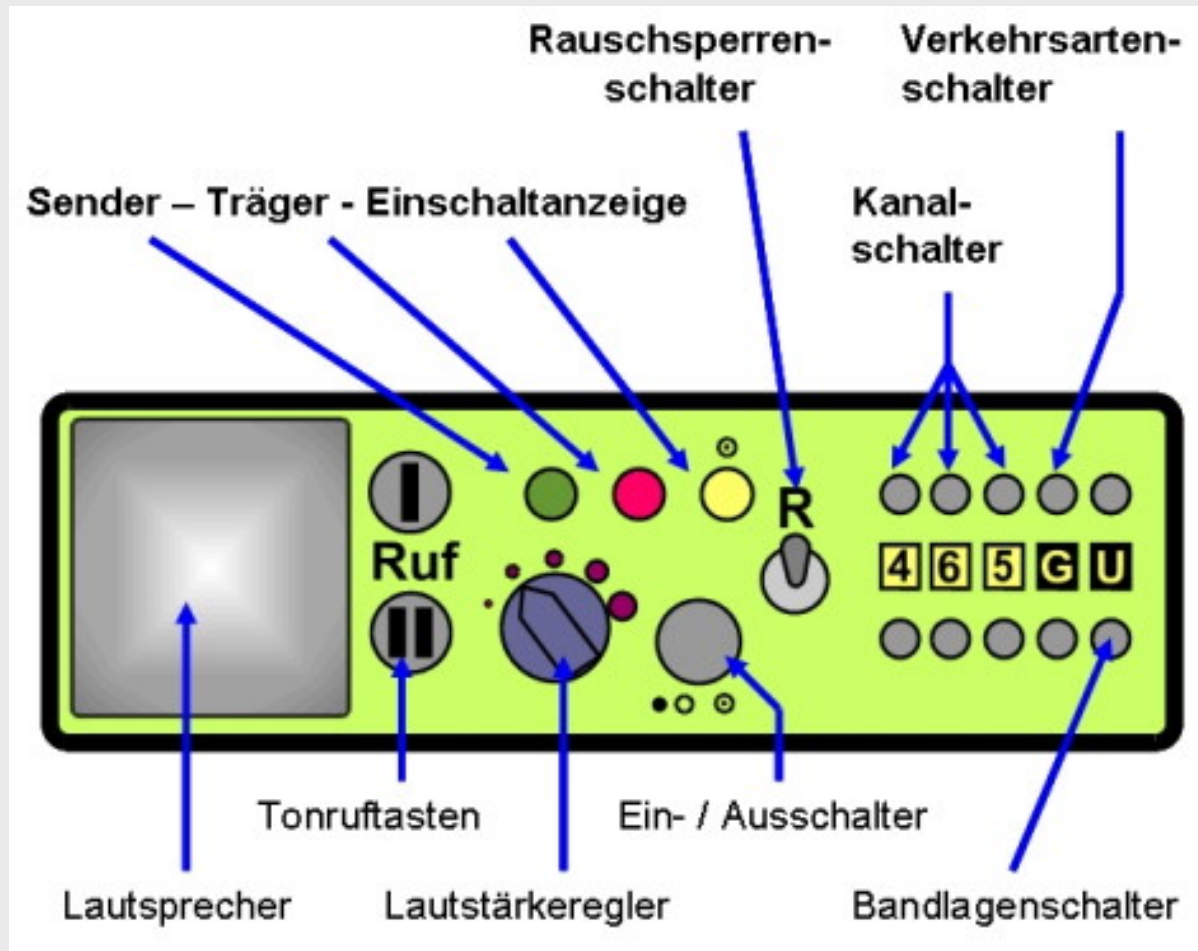 Rauschsperren-
schalter
Verkehrsarten-
schalter
Sender – Träger - Einschaltanzeige
Kanal-
schalter
I
Ruf
II
R
4 6 5 G U
Tonruftasten
Ein- / Ausschalter
Lautsprecher
Lautstärkeregler
Bandlagenschalter